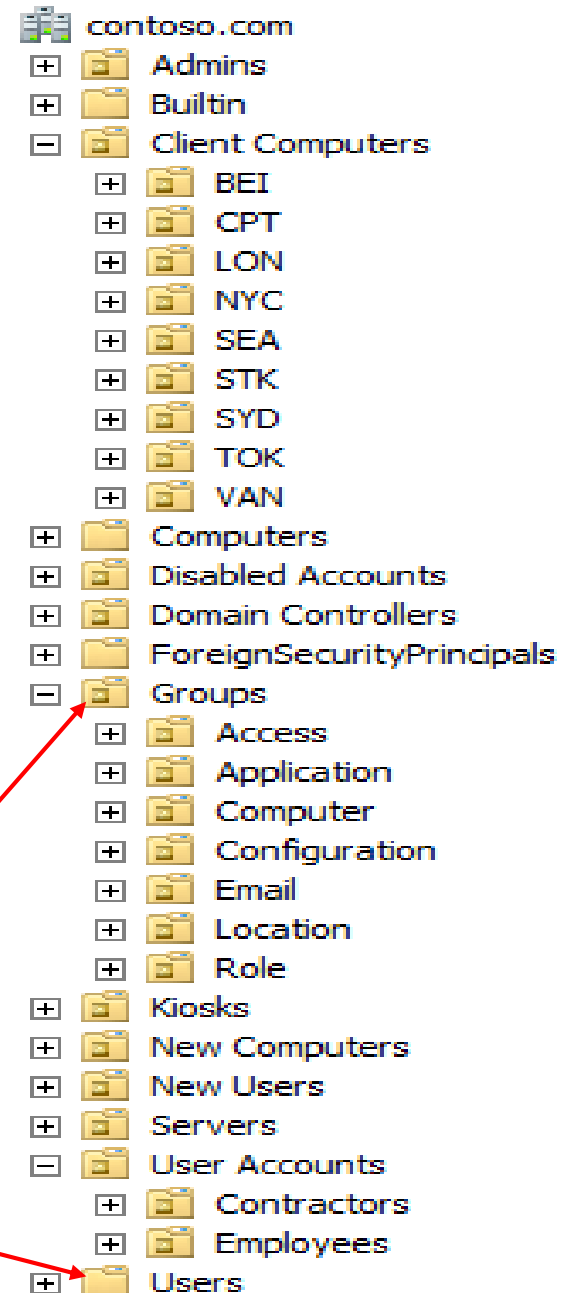 contoso.com
Admins
Builtin
Client Computers
BEI
CPT
LON
NYC
SEA
STK
SYD
TOK
VAN
Computers
Disabled Accounts
Domain Controllers
ForeignSecurityPrincipals
Groups
Access
Application
Computer
Configuration
Email
Location
Role
Kiosks
New Computers
New Users
Servers
User Accounts
Contractors
Employees
Users